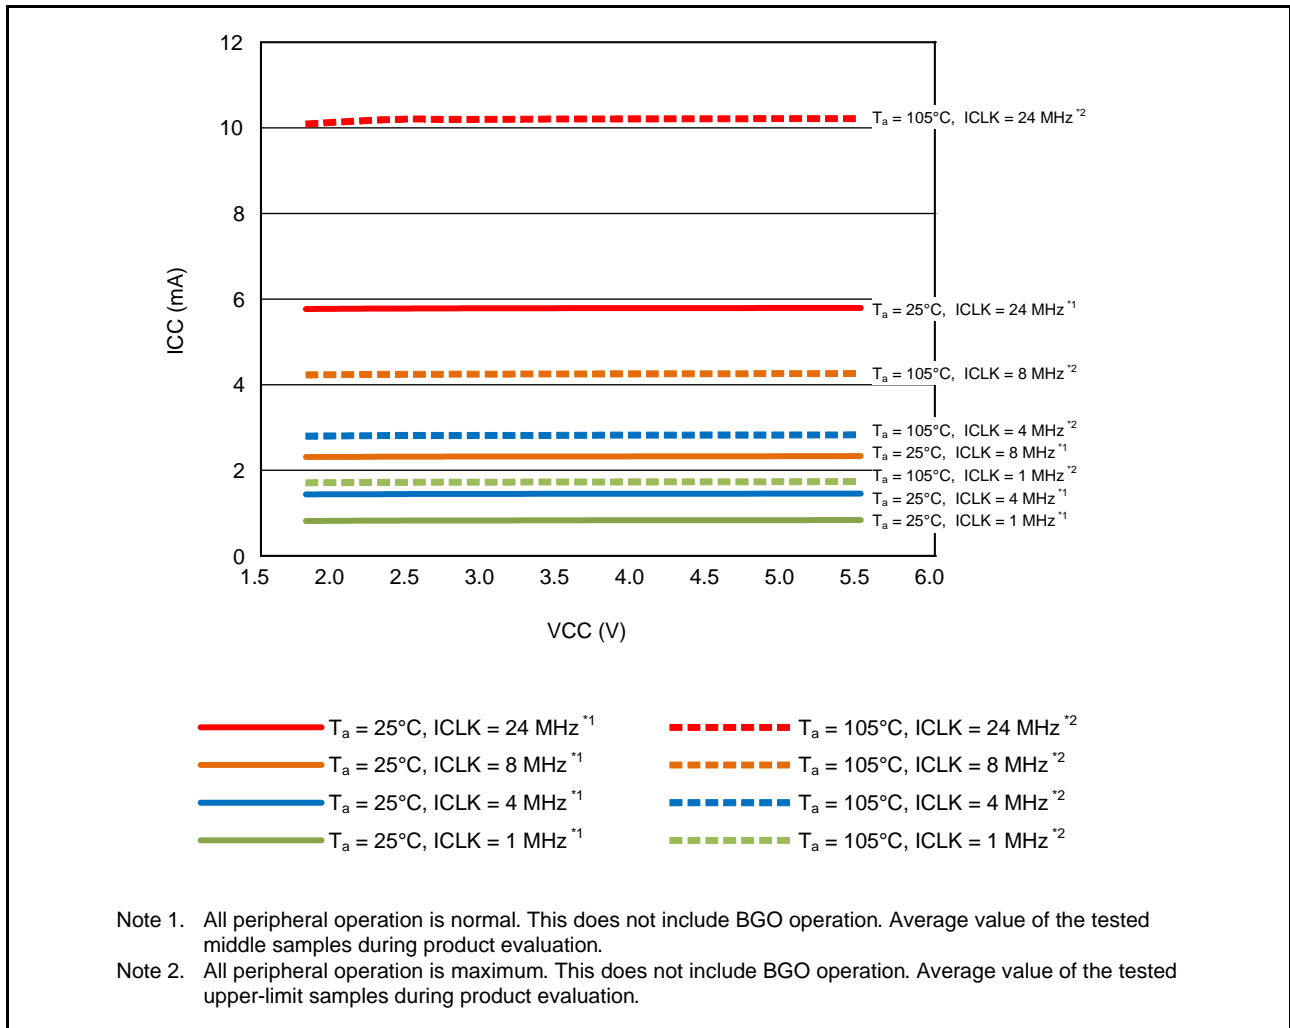 12
10
8
6
4
2
0
ICC (mA)
1.5 2.0 2.5 3.0 3.5 4.0 4.5 5.0 5.5 6.0
VCC (V)
Ta = 105°C, ICLK = 24 MHz *2
Ta = 25°C, ICLK = 24 MHz *1
Ta = 105°C, ICLK = 8 MHz *2
Ta = 105°C, ICLK = 4 MHz *2
Ta = 25°C, ICLK = 8 MHz *1
Ta = 105°C, ICLK = 1 MHz *2
Ta = 25°C, ICLK = 4 MHz *1
Ta = 25°C, ICLK = 1 MHz *1
Ta = 25°C, ICLK = 24 MHz *1
Ta = 105°C, ICLK = 24 MHz *2
Ta = 25°C, ICLK = 8 MHz *1
Ta = 105°C, ICLK = 8 MHz *2
Ta = 25°C, ICLK = 4 MHz *1
Ta = 105°C, ICLK = 4 MHz *2
Ta = 25°C, ICLK = 1 MHz *1
Ta = 105°C, ICLK = 1 MHz *2
Note 1. All peripheral operation is normal. This does not include BGO operation. Average value of the tested
middle samples during product evaluation.
Note 2. All peripheral operation is maximum. This does not include BGO operation. Average value of the tested
upper-limit samples during product evaluation.